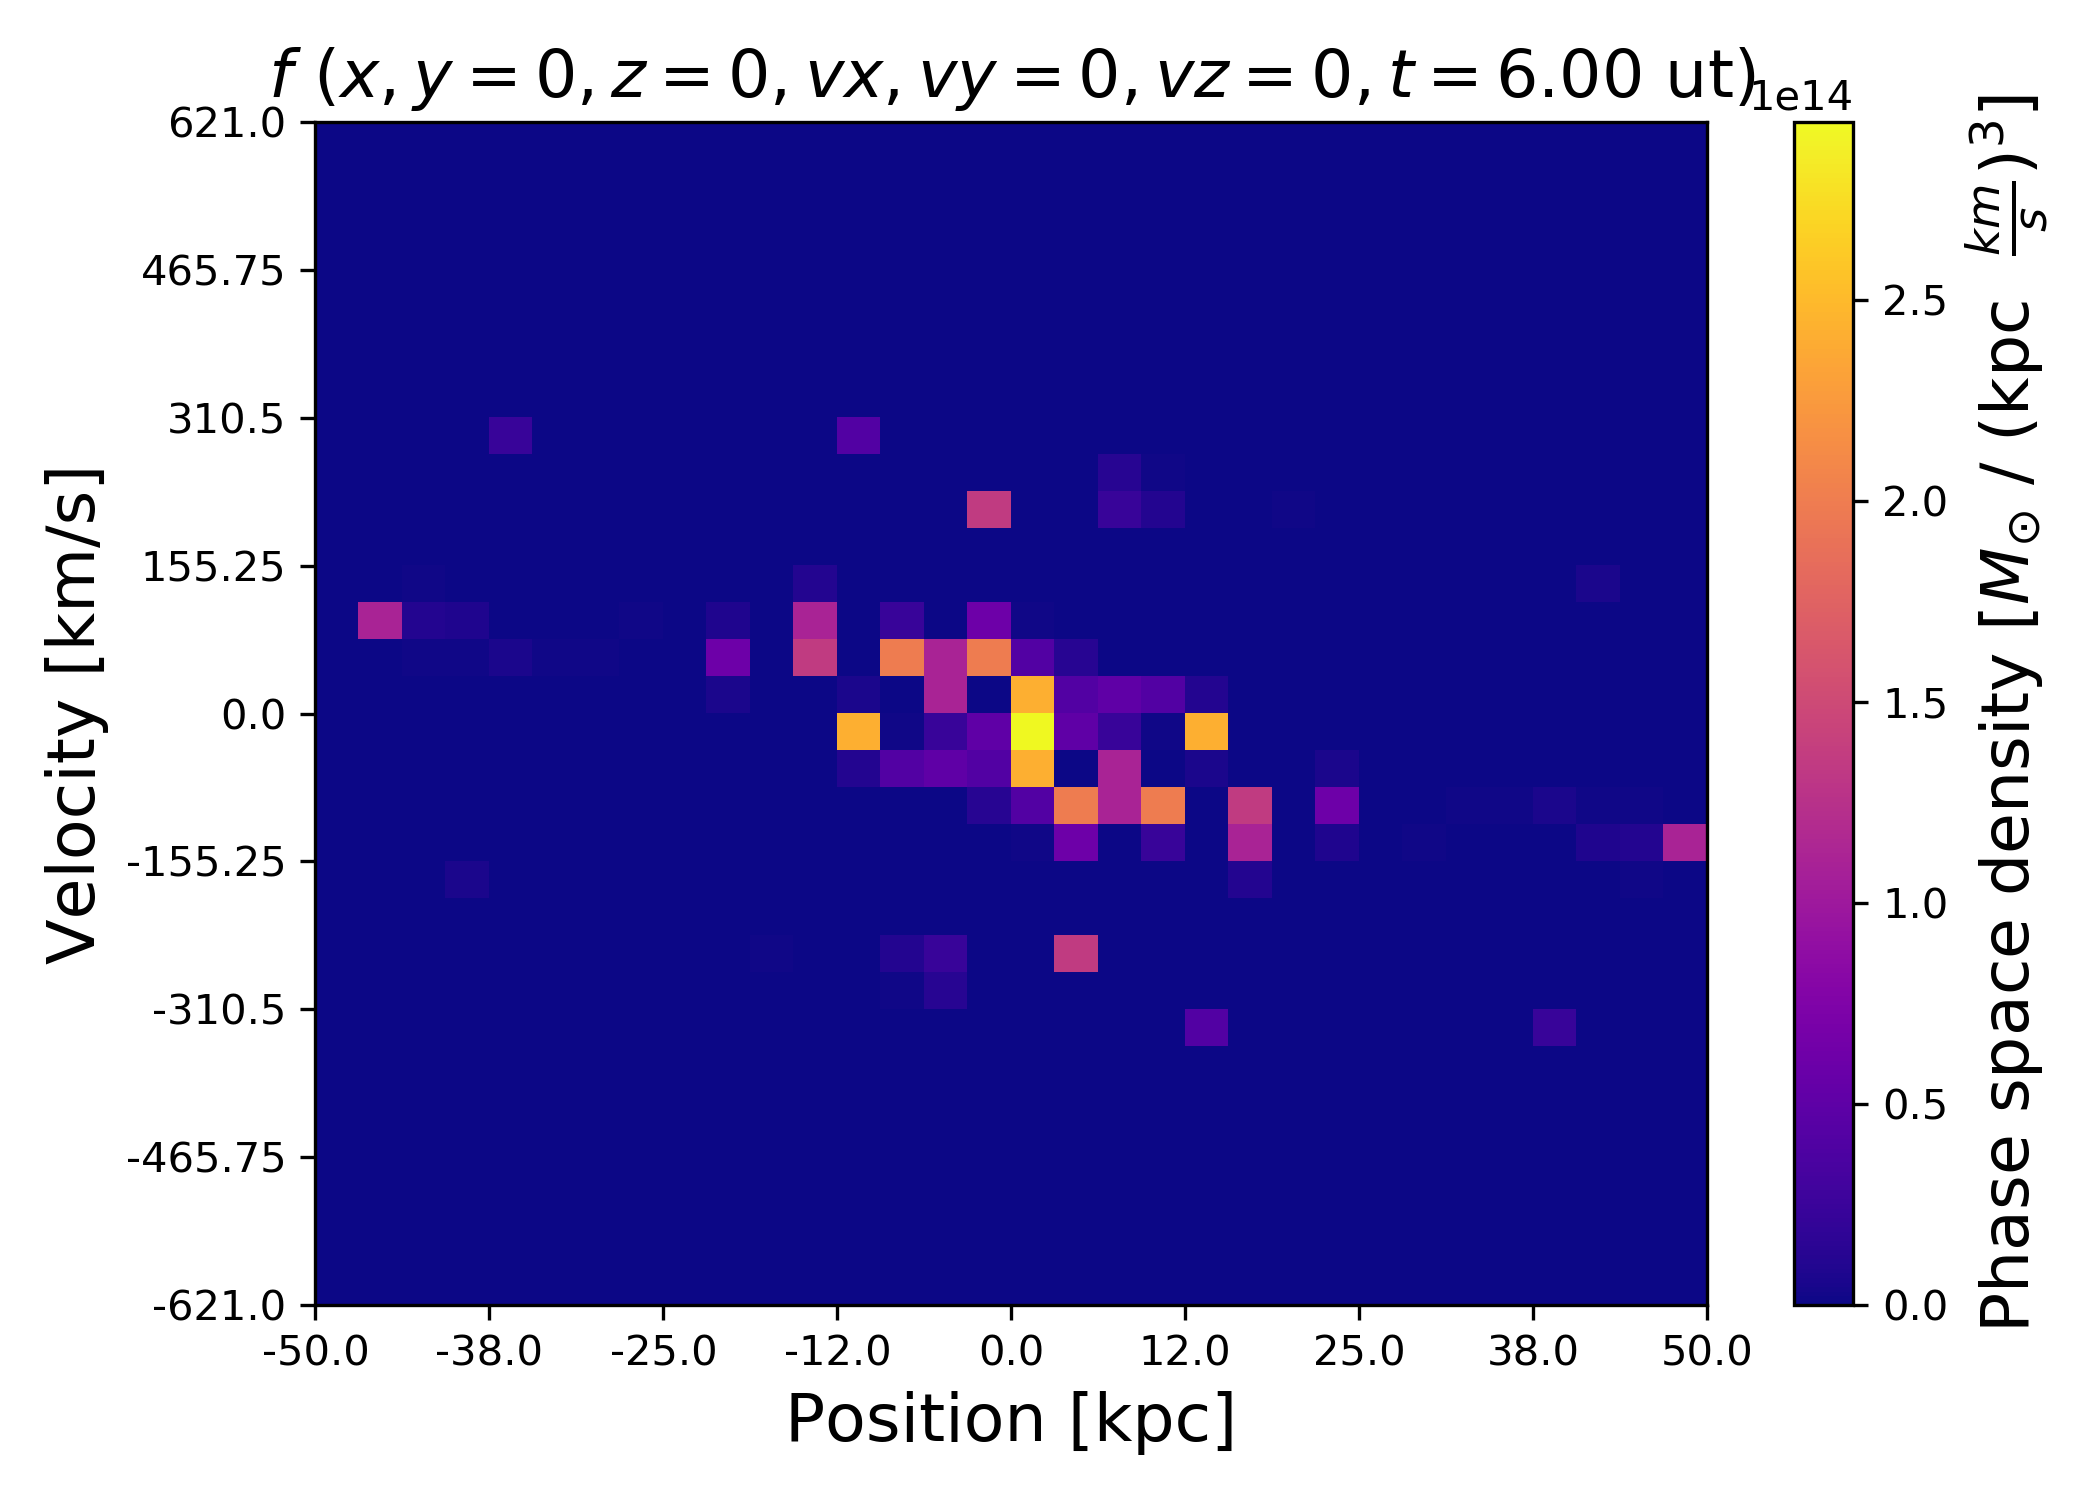 f (x, y = 0, z = 0, vx, vy = 0, vz = 0, t = 6.00 ut)
1e14
621.0
465.75
310.5
155.25
0.0
-155.25
-310.5
-465.75
-621.0
Velocity [km/s]
-50.0 -38.0 -25.0 -12.0 0.0 12.0 25.0 38.0 50.0
Position [kpc]
2.5
2.0
1.5
1.0
0.5
0.0
Phase space density [M⊙ / (kpc km/s)³]